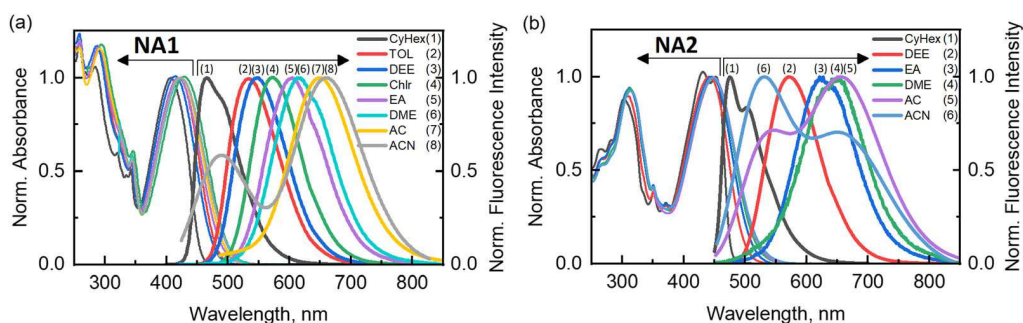 (a)
NA1
CyHex(1)
TOL (2)
DEE (3)
Chlr (4)
EA (5)
DME (6)
AC (7)
ACN (8)
(1) (2)(3) (4) (5)(6) (7)(8)
1.0
0.5
0.0
Norm. Absorbance
1.0
0.5
0.0
Norm. Fluorescence Intensity
300 400 500 600 700 800
Wavelength, nm
(b)
NA2
CyHex (1)
DEE (2)
EA (3)
DME (4)
AC (5)
ACN (6)
(1) (6) (2) (3) (4)(5)
1.0
0.5
0.0
Norm. Absorbance
1.0
0.5
0.0
Norm. Fluorescence Intensity
300 400 500 600 700 800
Wavelength, nm